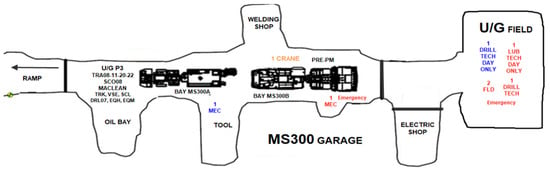 WELDING
SHOP
U/G FIELD
1
DRILL
TECH
DAY
ONLY
1
LUB
TECH
DAY
ONLY
2
FLO
1
DRILL
TECH
Emergency
RAMP
U/G P3
TRA08-11-20-22
SCO08
MACLEAN
TRK, VSE, SCL
DRL07, EQH, EQM
1 CRANE
PRE-PM
BAY MS300A
BAY MS300B
1
MEC
1
MEC
Emergency
OIL BAY
TOOL
MS300 GARAGE
ELECTRIC
SHOP